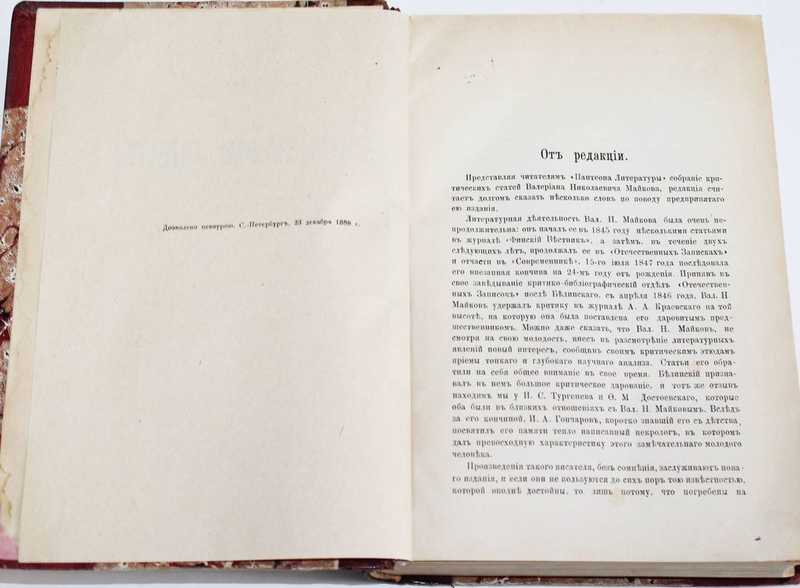 Дозволено цензурою. С.-Петербургъ, 23 декабря 1889 г.
Отъ редакціи.
Представляя читателямъ «Пантеона Литературы» собраніе кри-
тическихъ статей Валеріана Николаевича Майкова, редакція счи-
таетъ долгомъ сказать нѣсколько словъ по поводу предпринятаго
ею изданія.
Литературная дѣятельность Вал. Н. Майкова была очень не-
продолжительна: онъ началъ ее въ 1845 году нѣсколькими статьями
въ журналѣ «Финскій Вѣстникъ», а затѣмъ, въ теченіе двухъ
слѣдующихъ лѣтъ, продолжалъ ее въ «Отечественныхъ Запискахъ»
и отчасти въ «Современникѣ». 15-го іюля 1847 года послѣдовала
его внезапная кончина на 24-мъ году отъ рожденія. Принявъ въ
свое завѣдываніе критико-библіографическій отдѣлъ «Отечествен-
ныхъ Записокъ» послѣ Бѣлинскаго, съ апрѣля 1846 года, Вал. Н.
Майковъ удержалъ критику въ журналѣ А. А. Краевскаго на той
высотѣ, на которую она была поставлена его даровитымъ пред-
шественникомъ. Можно даже сказать, что Вал. Н. Майковъ, не
смотря на свою молодость, внесъ въ разсмотрѣніе литературныхъ
явленій новый интересъ, сообщивъ своимъ критическимъ этюдамъ
пріемы тонкаго и глубокаго научнаго анализа. Статьи его обра-
тили на себя общее вниманіе въ свое время. Бѣлинскій призна-
валъ въ немъ большое критическое дарованіе, и тотъ же отзывъ
находимъ мы у И. С. Тургенева и Ѳ. М. Достоевскаго, которые
оба были въ близкихъ отношеніяхъ съ Вал. Н. Майковымъ. Вслѣдъ
за его кончиной, И. А. Гончаровъ, коротко знавшій его съ дѣтства,
посвятилъ его памяти тепло написанный некрологъ, въ которомъ
далъ превосходную характеристику этого замѣчательнаго молодого
человѣка.
Произведенія такого писателя, безъ сомнѣнія, заслуживаютъ нова-
го изданія, и если они не пользуются до сихъ поръ тою извѣстностью,
которой вполнѣ достойны, то лишь потому, что погребены на